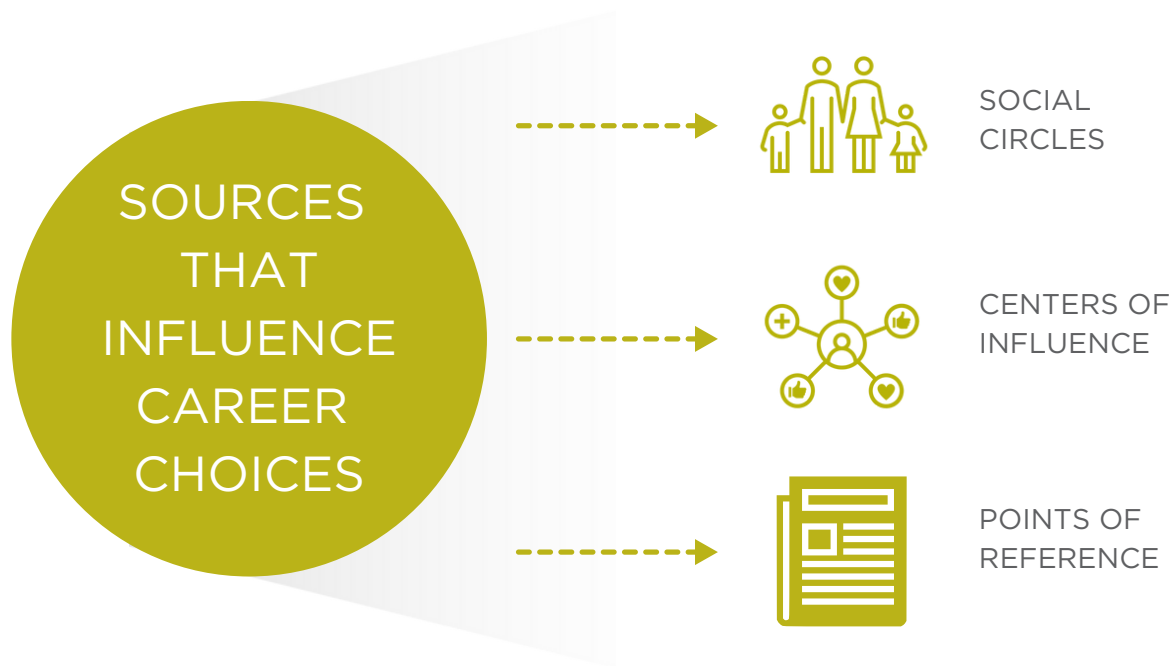 SOURCES
THAT
INFLUENCE
CAREER
CHOICES
SOCIAL
CIRCLES
CENTERS OF
INFLUENCE
POINTS OF
REFERENCE